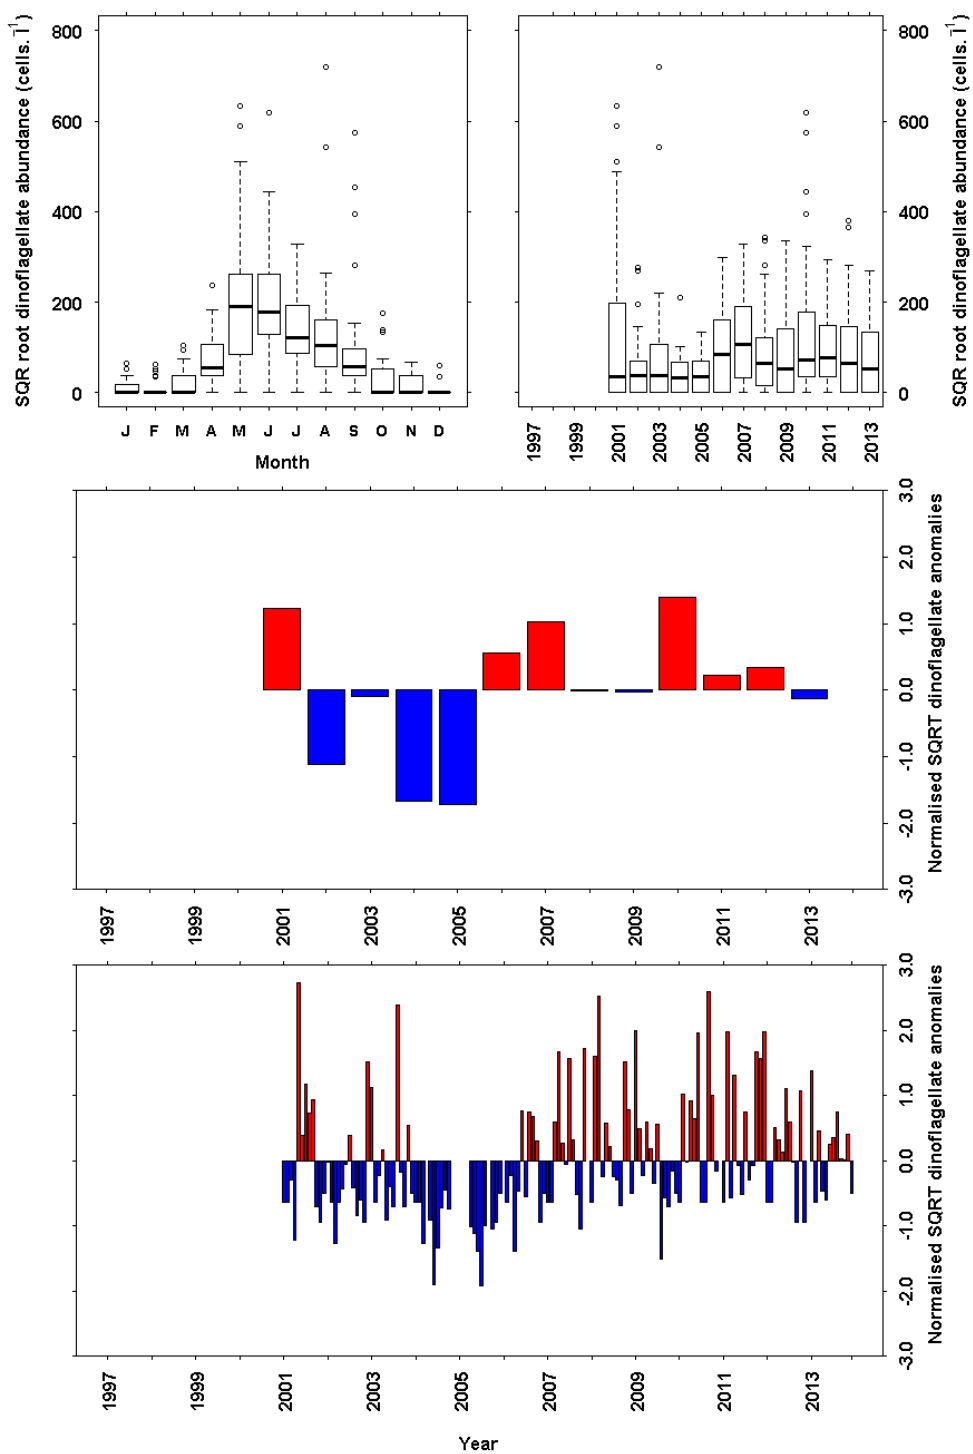 SQR root dinoflagellate abundance (cells. l⁻¹)
800
600
400
200
0
J F M A M J J A S O N D
Month
800
600
400
200
0
SQR root dinoflagellate abundance (cells. l⁻¹)
1997 1999 2001 2003 2005 2007 2009 2011 2013
3.0
2.0
1.0
0.0
-1.0
-2.0
-3.0
Normalised SQRT dinoflagellate anomalies
1997 1999 2001 2003 2005 2007 2009 2011 2013
3.0
2.0
1.0
0.0
-1.0
-2.0
-3.0
Normalised SQRT dinoflagellate anomalies
1997 1999 2001 2003 2005 2007 2009 2011 2013
Year